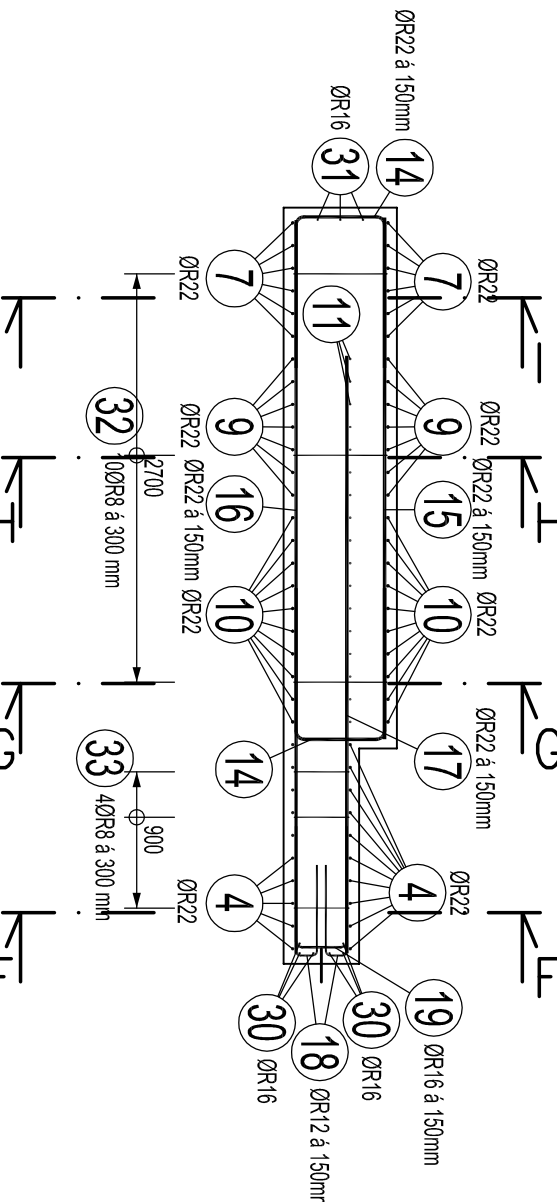 ØR22
ØR22
ØR22 á 150mm
ØR22
ØR22 á 150mm
ØR22
7
9
15
10
17
4
19
ØR16 á 150mm
ØR22 á 150mm
14
30
ØR16
ØR16
31
11
18
ØR12 á 150mm
30
ØR16
7
9
16
10
14
4
ØR22
ØR22
ØR22 á 150mm
ØR22
ØR22
2700
900
32
10ØR8 á 300 mm
33
4ØR8 á 300 mm